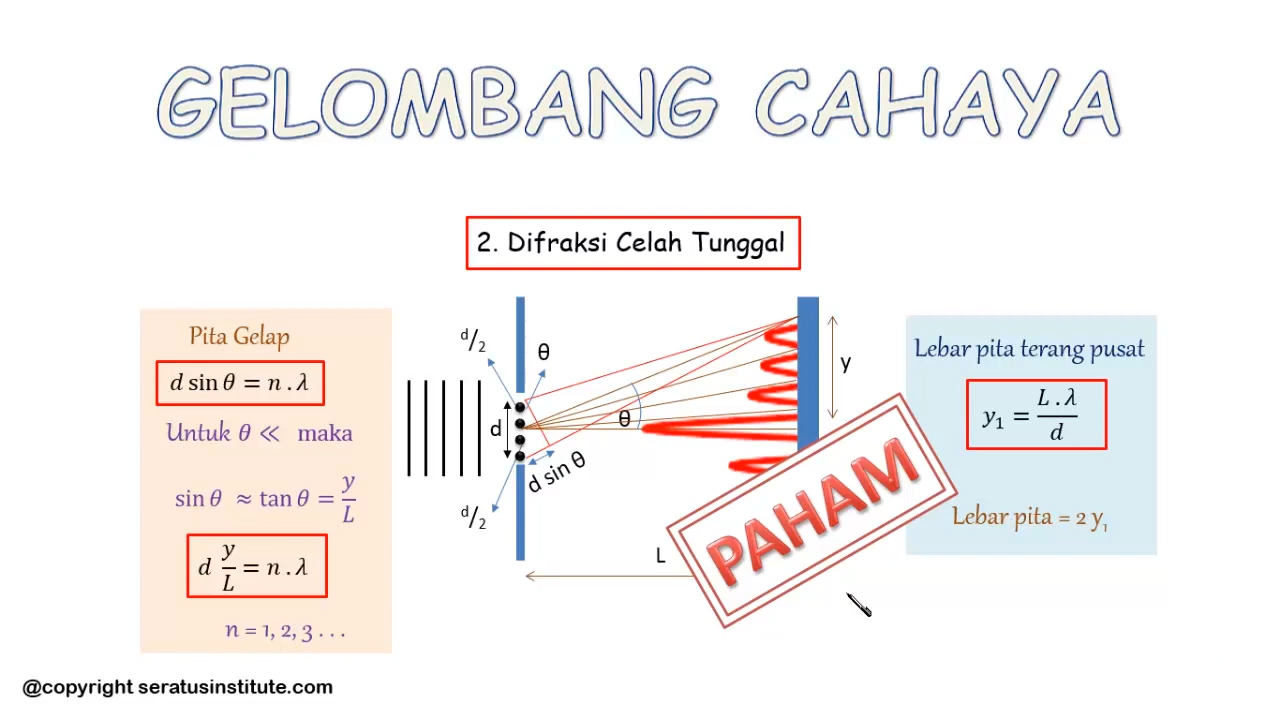 GELOMBANG CAHAYA
2. Difraksi Celah Tunggal
Pita Gelap
d sin θ = n . λ
Untuk θ ≪ maka
sin θ ≈ tan θ = y/L
d y/L = n . λ
n = 1, 2, 3 . . .
d/2
θ
d
d sin θ
d/2
θ
y
L
PAHAM
Lebar pita terang pusat
y₁ = L . λ/d
Lebar pita = 2 y₁
@copyright seratusinstitute.com